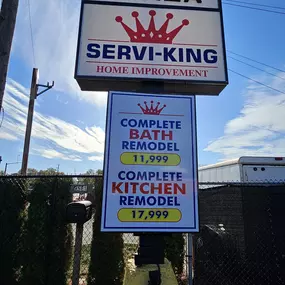 SERVI-KING
HOME IMPROVEMENT
COMPLETE
BATH
REMODEL
11,999
COMPLETE
KITCHEN
REMODEL
17,999